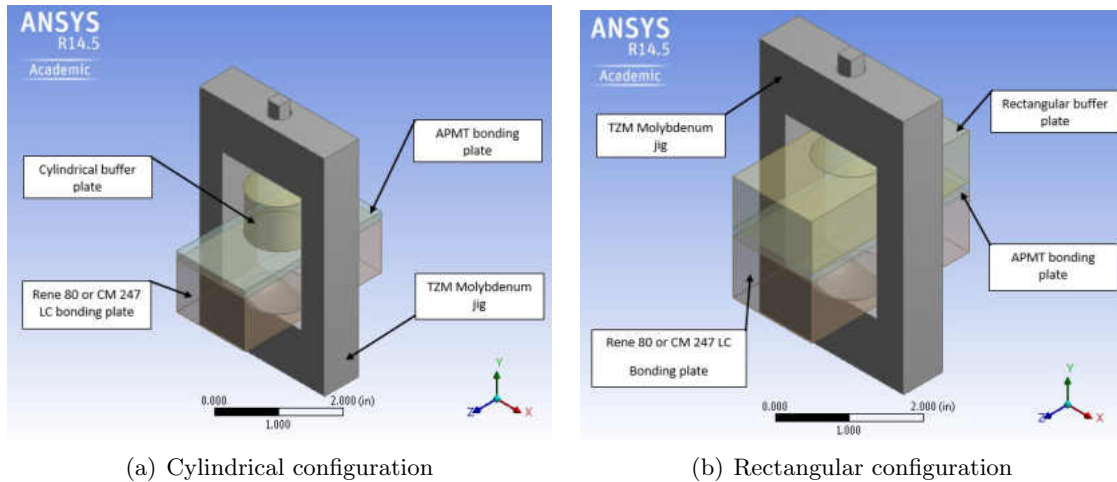 ANSYS
R14.5
Academic
APMT bonding
plate
Cylindrical buffer
plate
Rene 80 or CM 247
LC bonding plate
TZM Molybdenum
jig
0.000
2.000 (in)
1.000
Y
Z
X
(a) Cylindrical configuration
ANSYS
R14.5
Academic
Rectangular buffer
plate
TZM Molybdenum
jig
APMT bonding
plate
Rene 80 or CM 247 LC
Bonding plate
0.000
2.000 (in)
1.000
Y
Z
X
(b) Rectangular configuration